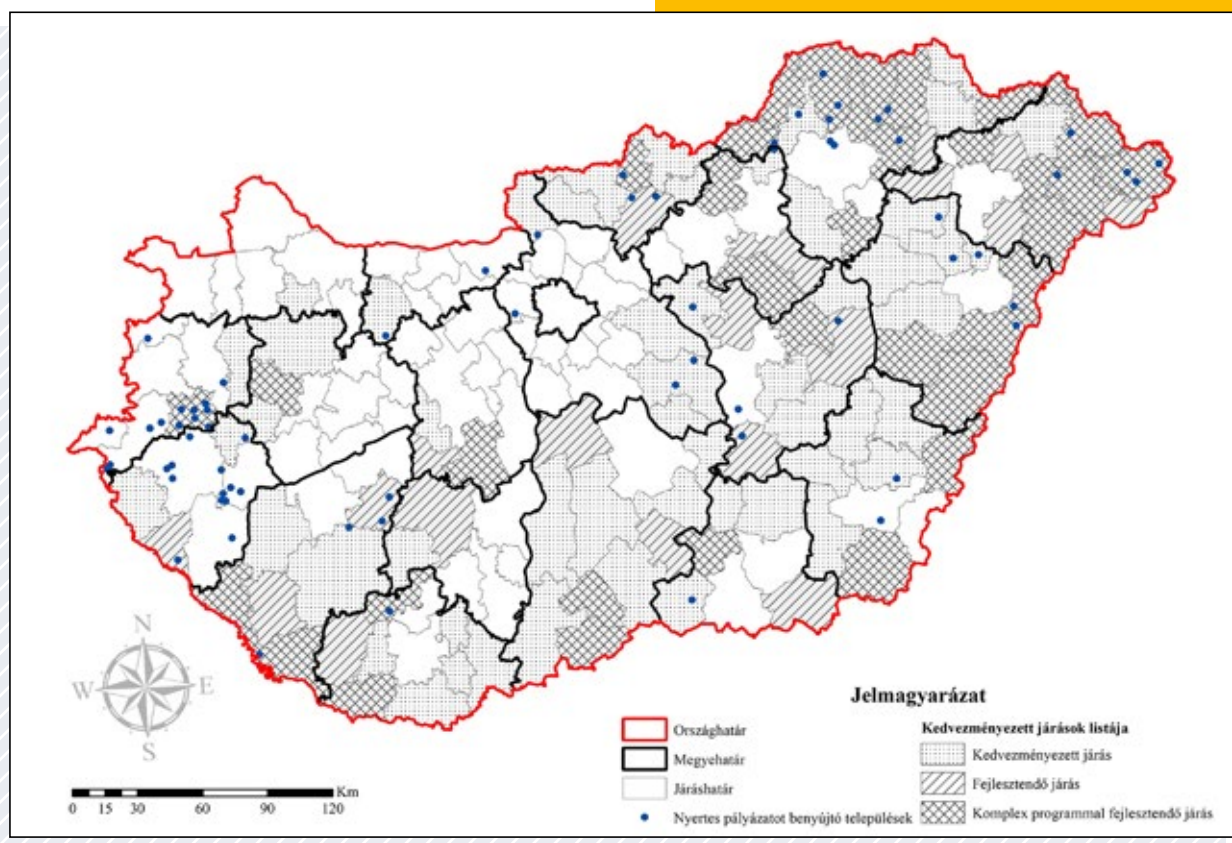 N
W E
S
Km
0 15 30 60 90 120
Jelmagyarázat
Országhatár
Megyehatár
Járáshatár
Nyertes pályázatot benyújtó települések
Kedvezményezett járások listája
Kedvezményezett járás
Fejlesztendő járás
Komplex programmal fejlesztendő járás